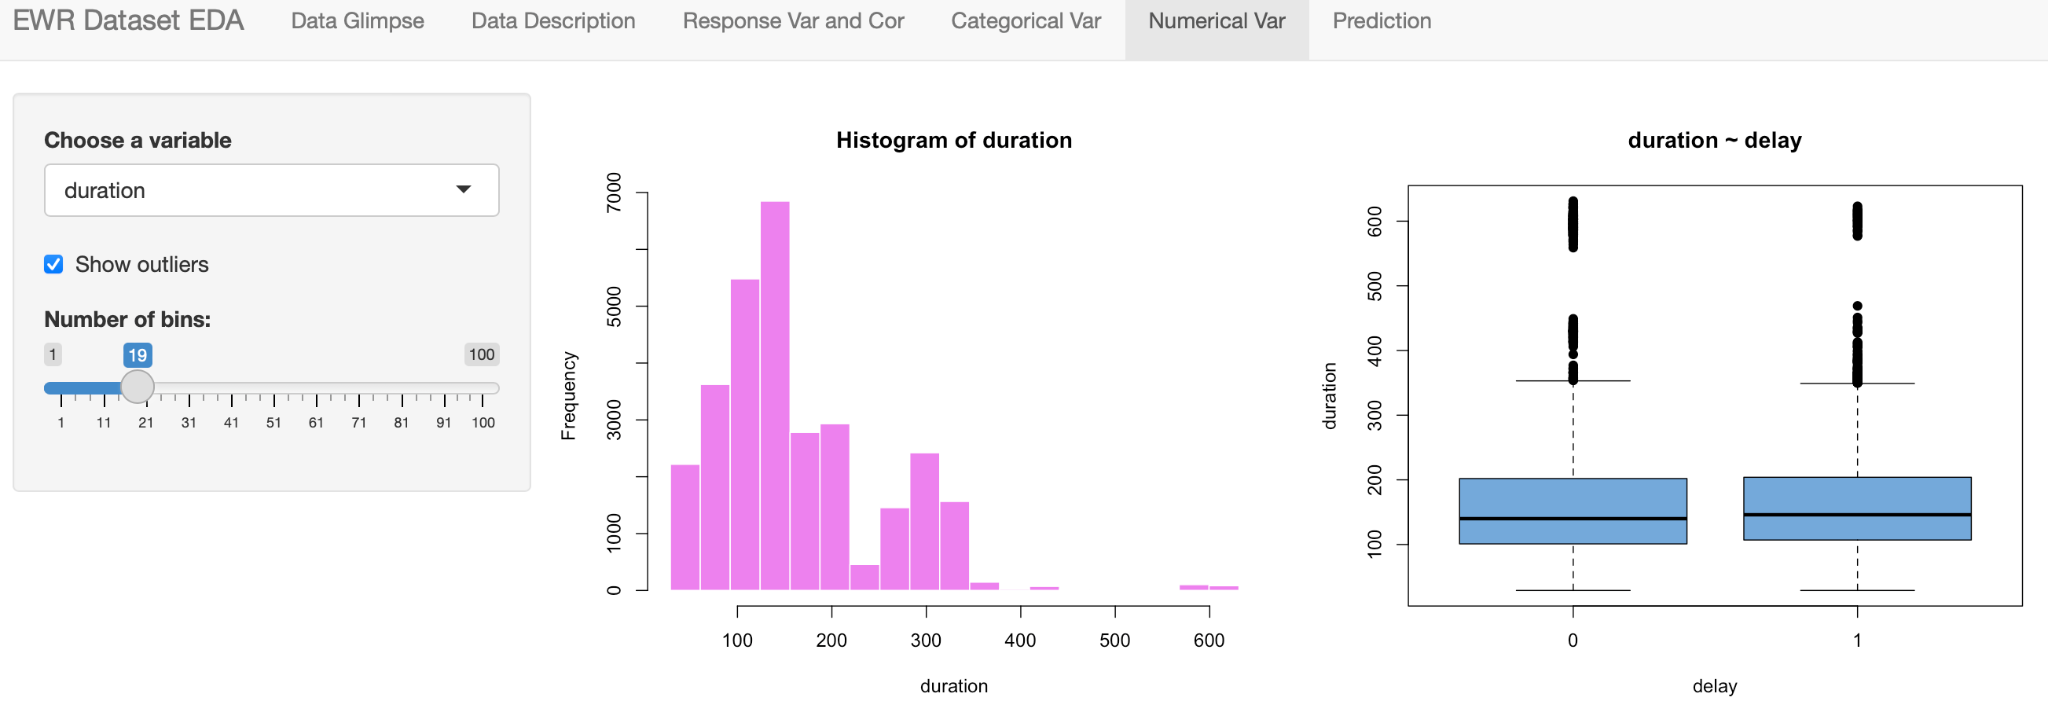 EWR Dataset EDA Data Glimpse Data Description Response Var and Cor Categorical Var Numerical Var Prediction
Choose a variable
duration
Show outliers
Number of bins:
1 19 100
1 11 21 31 41 51 61 71 81 91 100
Histogram of duration
Frequency
7000
5000
3000
1000
0
100 200 300 400 500 600
duration
duration ~ delay
duration
600
500
400
300
200
100
0 1
delay